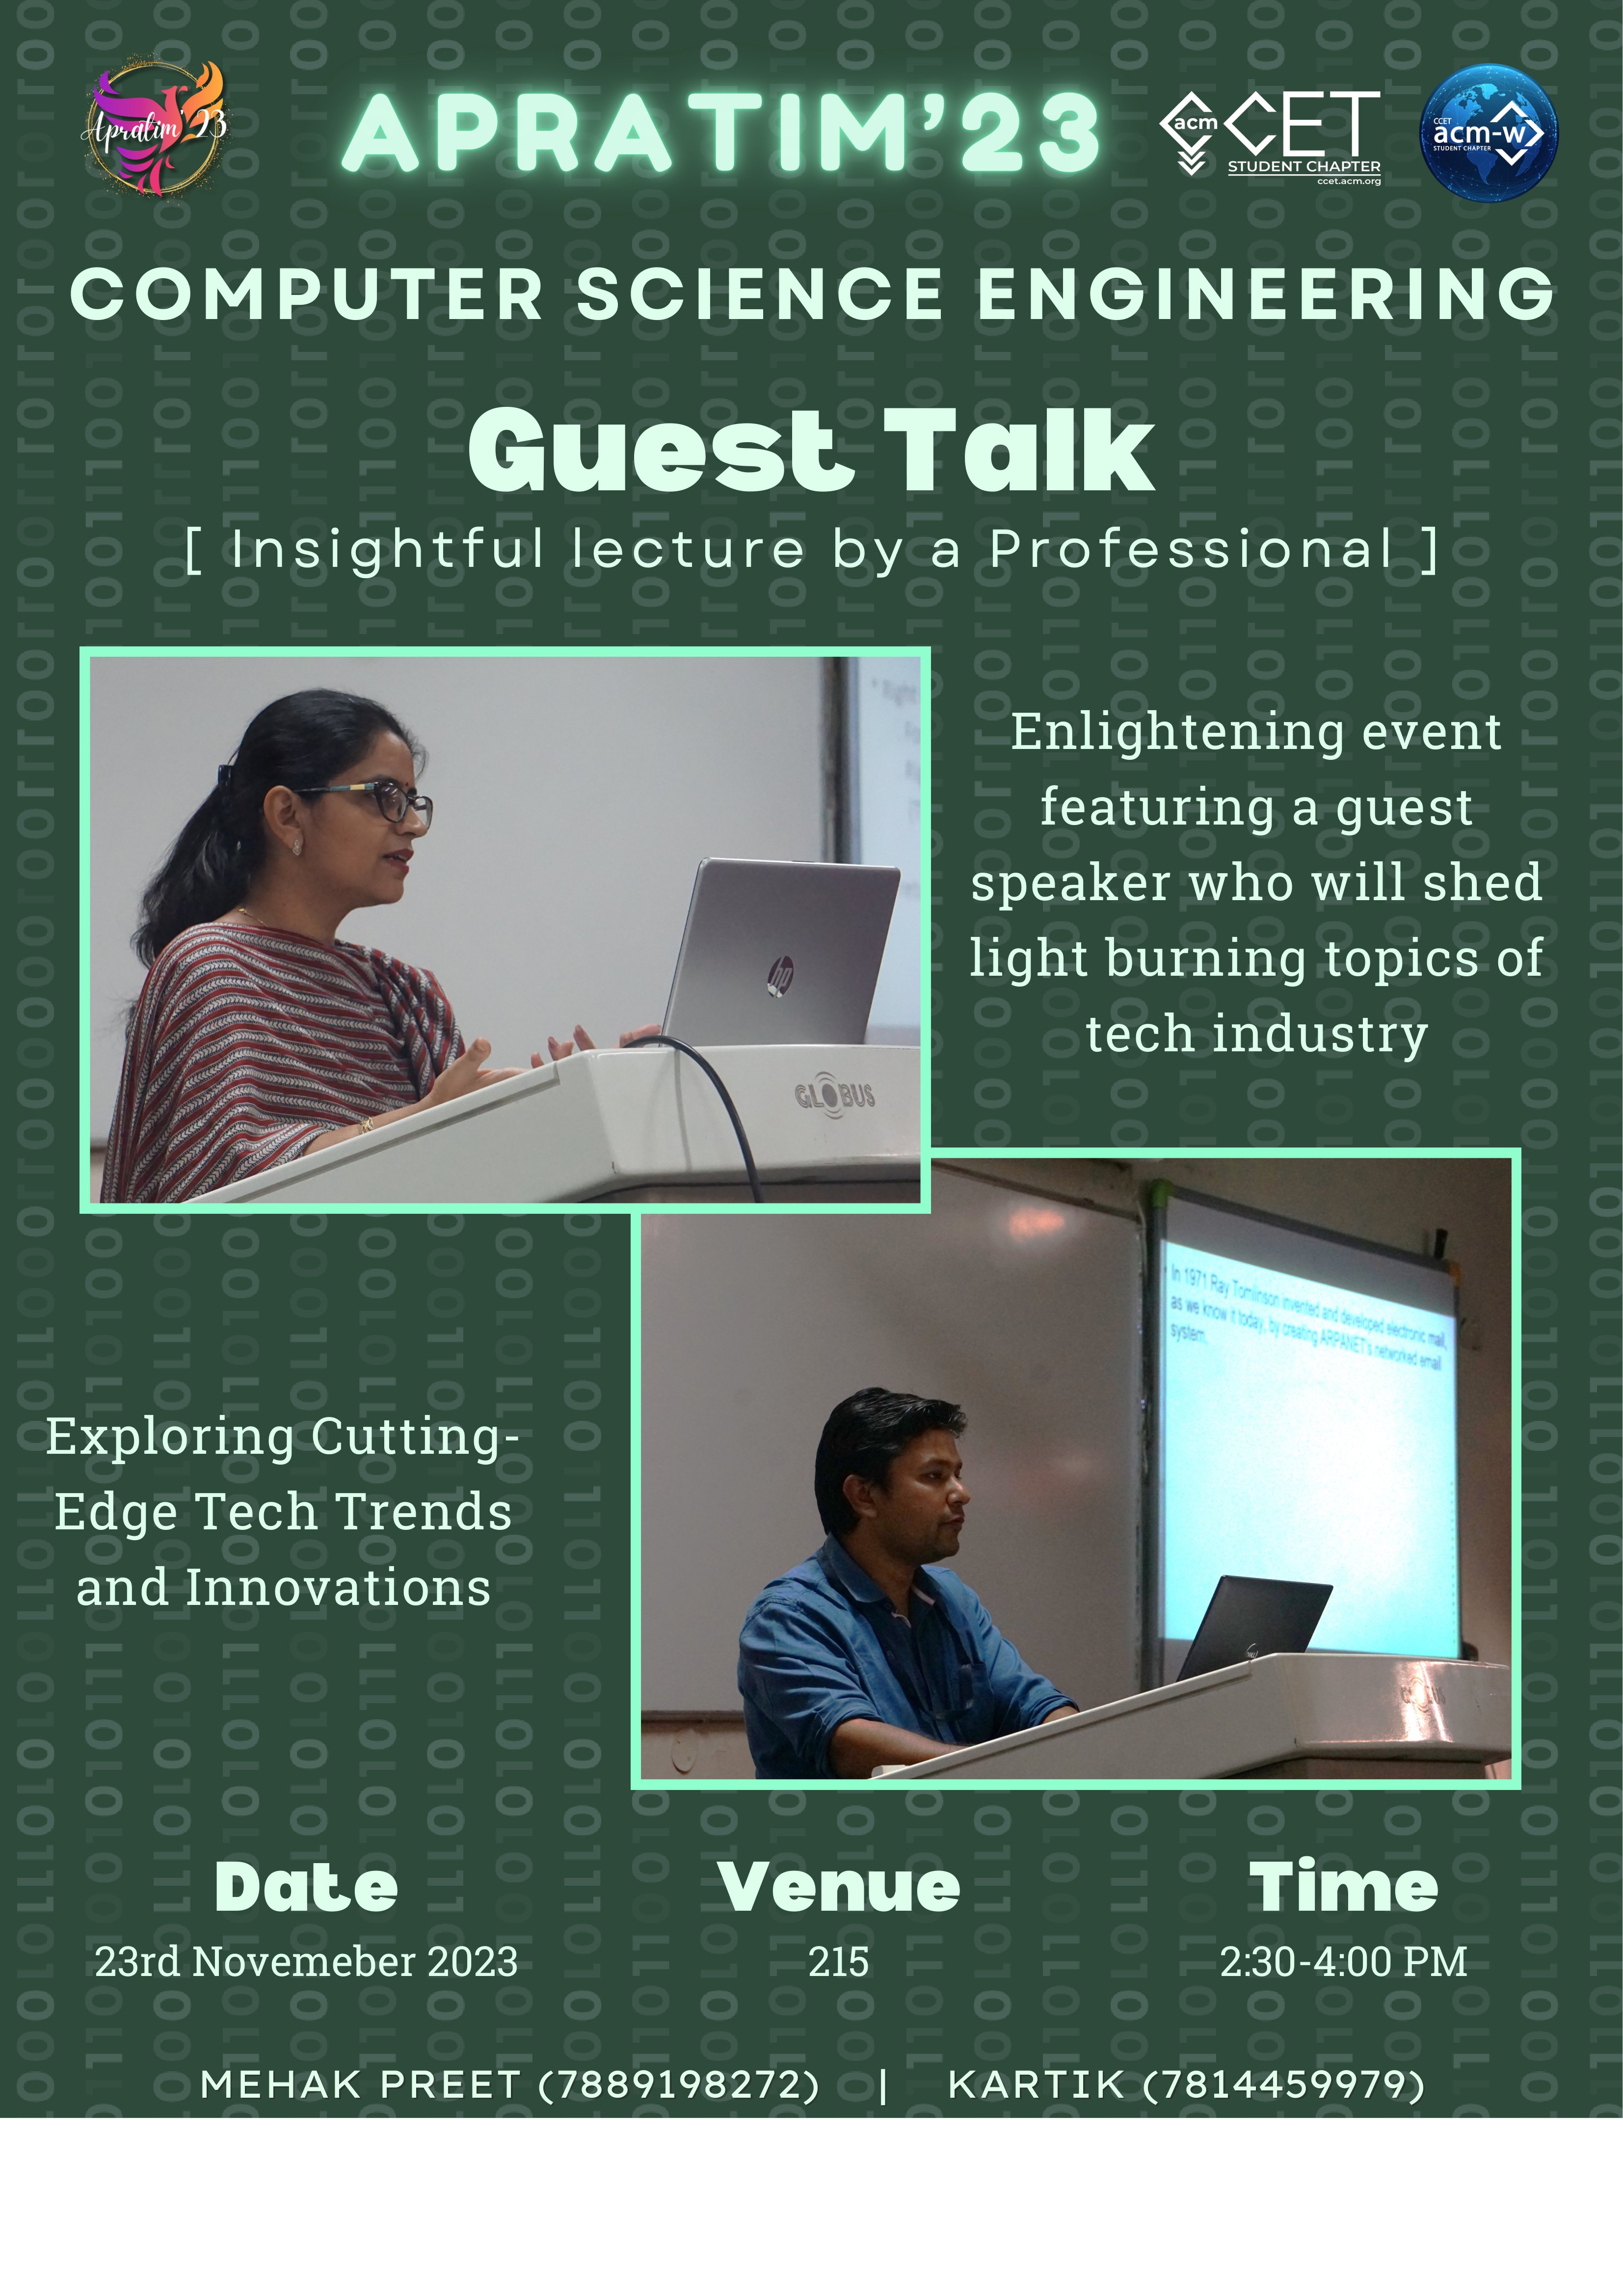 Apratim'23
APRATIM'23
acm
CCET
STUDENT CHAPTER
ccet.acm.org
CCET
acm-w
STUDENT CHAPTER
COMPUTER SCIENCE ENGINEERING
Guest Talk
[ Insightful lecture by a Professional ]
* Right
hp
GLOBUS
Enlightening event
featuring a guest
speaker who will shed
light burning topics of
tech industry
In 1971 Ray Tomlinson invented and developed electronic mail,
as we know it today, by creating ARPANET's networked email
system.
Exploring Cutting-
Edge Tech Trends
and Innovations
Date
Venue
Time
23rd Novemeber 2023
215
2:30-4:00 PM
MEHAK PREET (7889198272) | KARTIK (7814459979)